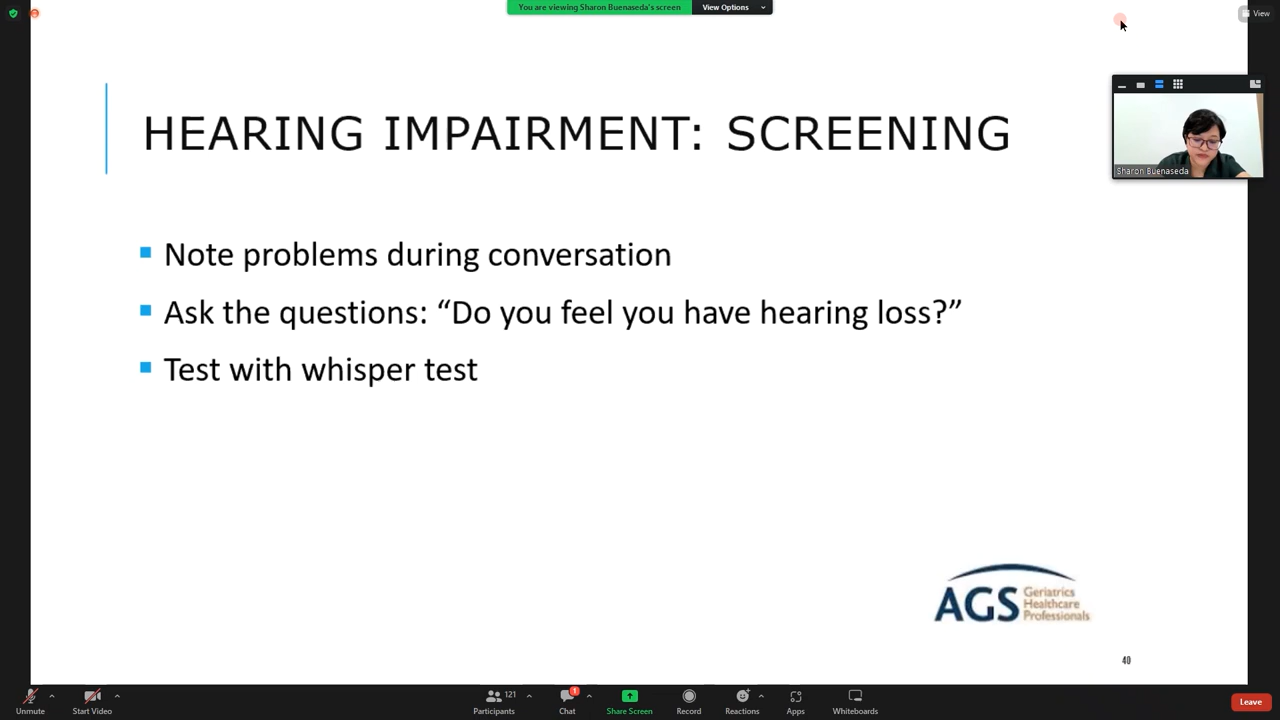 You are viewing Sharon Buenaseda's screen
View Options
View
HEARING IMPAIRMENT: SCREENING
Sharon Buenaseda
Note problems during conversation
Ask the questions: “Do you feel you have hearing loss?”
Test with whisper test
AGS Geriatrics
Healthcare
Professionals
40
Unmute
Start Video
121
Participants
1
Chat
Share Screen
Record
Reactions
Apps
Whiteboards
Leave